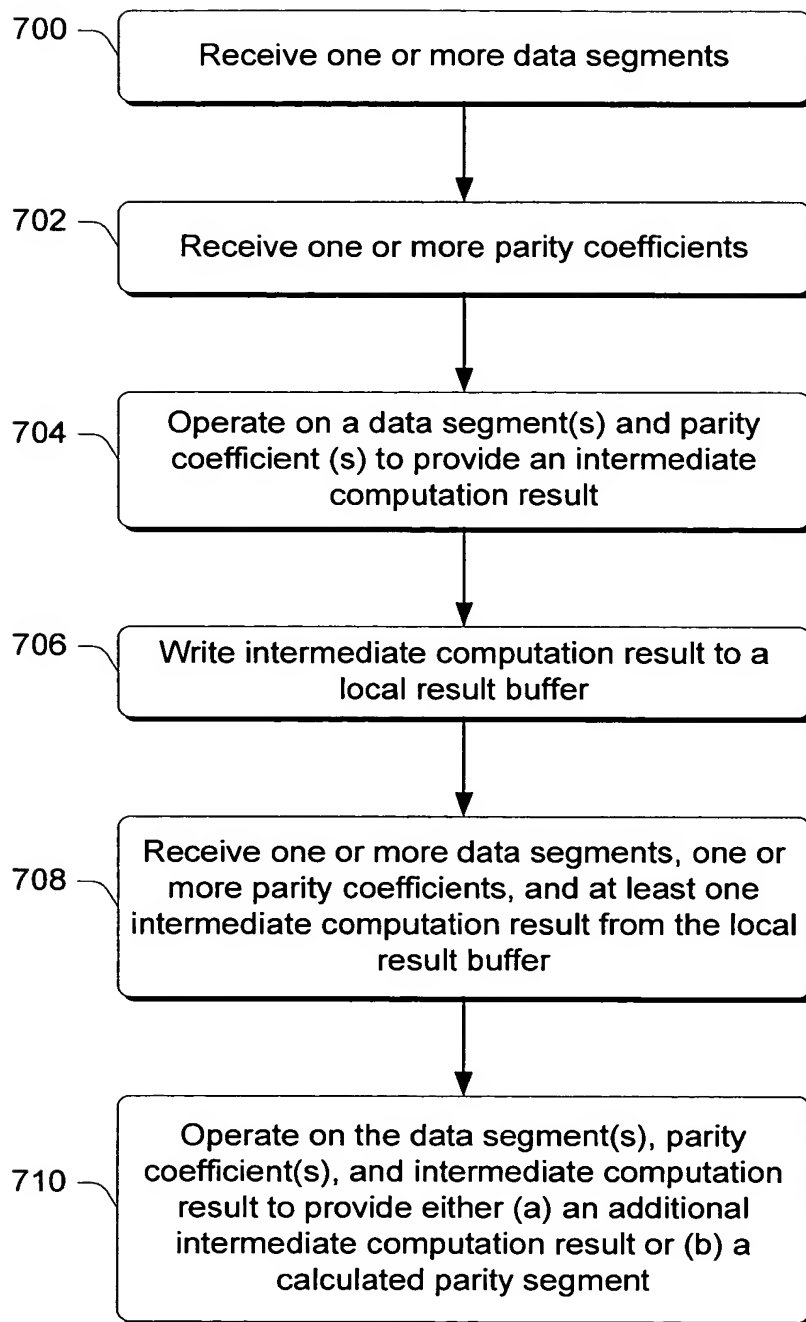 700
Receive one or more data segments
702
Receive one or more parity coefficients
704
Operate on a data segment(s) and parity
coefficient (s) to provide an intermediate
computation result
706
Write intermediate computation result to a
local result buffer
708
Receive one or more data segments, one or
more parity coefficients, and at least one
intermediate computation result from the local
result buffer
710
Operate on the data segment(s), parity
coefficient(s), and intermediate computation
result to provide either (a) an additional
intermediate computation result or (b) a
calculated parity segment